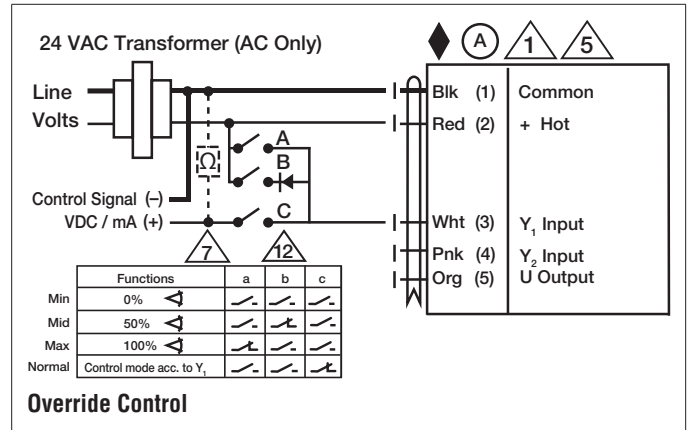 24 VAC Transformer (AC Only)
A 1 5
Line
Volts
Blk (1) Common
Red (2) + Hot
A
B
Ω
C
Control Signal (–)
VDC / mA (+)
Wht (3) Y₁ Input
Pnk (4) Y₂ Input
Org (5) U Output
7 12
Functions a b c
Min 0%
Mid 50%
Max 100%
Normal Control mode acc. to Y₁
Override Control